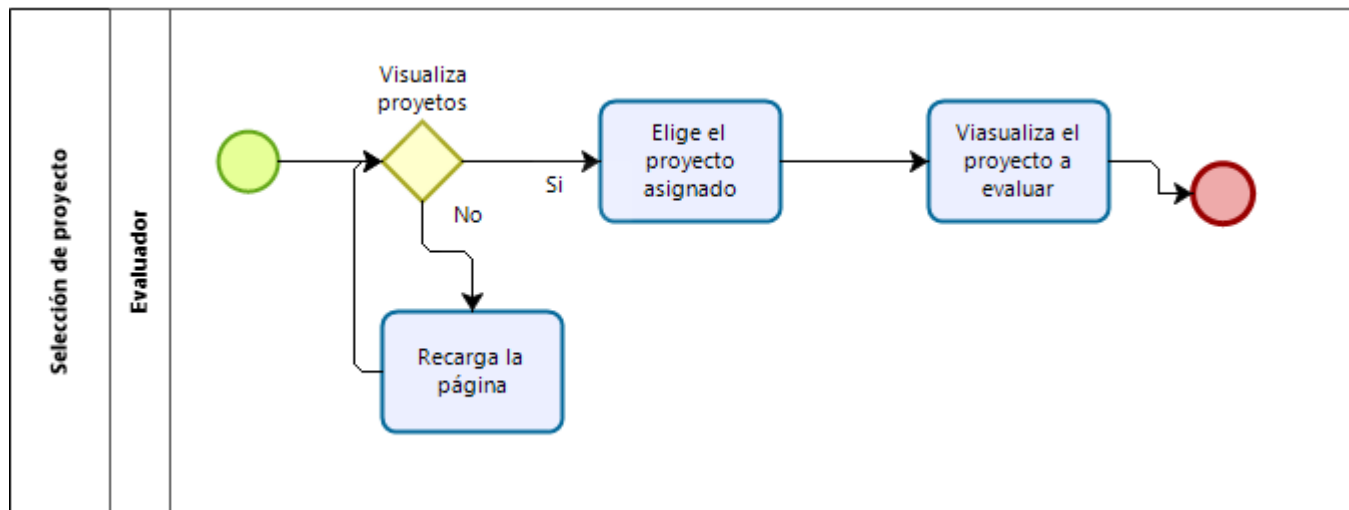 Selección de proyecto
Evaluador
Visualiza
proyetos
Si
No
Elige el
proyecto
asignado
Viasualiza el
proyecto a
evaluar
Recarga la
página